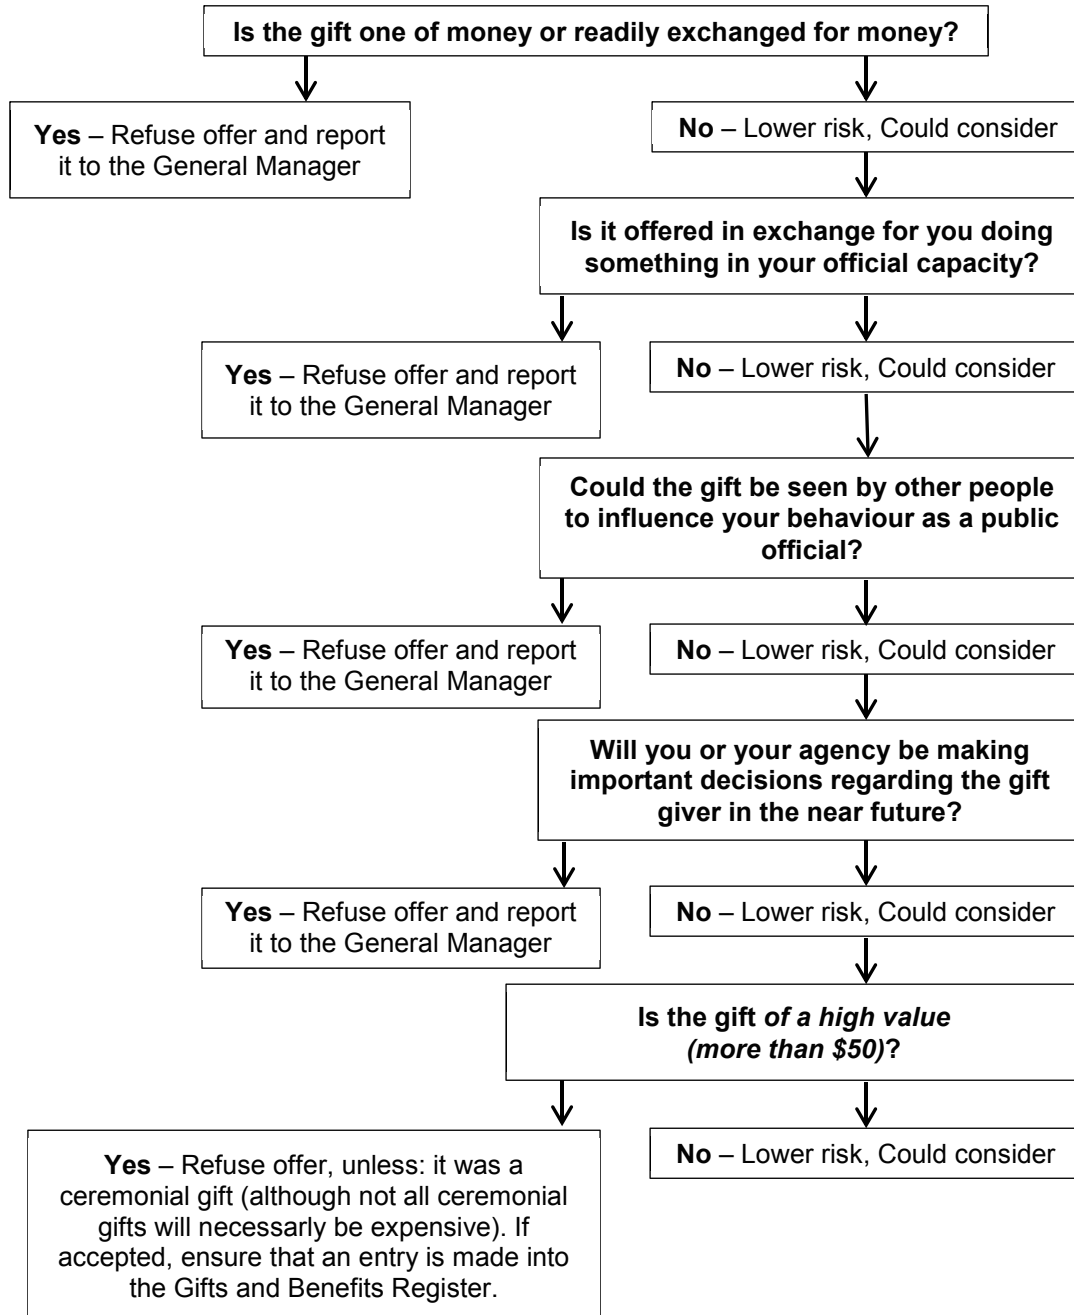 Is the gift one of money or readily exchanged for money?
Yes – Refuse offer and report
it to the General Manager
No – Lower risk, Could consider
Is it offered in exchange for you doing
something in your official capacity?
Yes – Refuse offer and report
it to the General Manager
No – Lower risk, Could consider
Could the gift be seen by other people
to influence your behaviour as a public
official?
Yes – Refuse offer and report
it to the General Manager
No – Lower risk, Could consider
Will you or your agency be making
important decisions regarding the gift
giver in the near future?
Yes – Refuse offer and report
it to the General Manager
No – Lower risk, Could consider
Is the gift of a high value
(more than $50)?
Yes – Refuse offer, unless: it was a
ceremonial gift (although not all ceremonial
gifts will necessarly be expensive). If
accepted, ensure that an entry is made into
the Gifts and Benefits Register.
No – Lower risk, Could consider